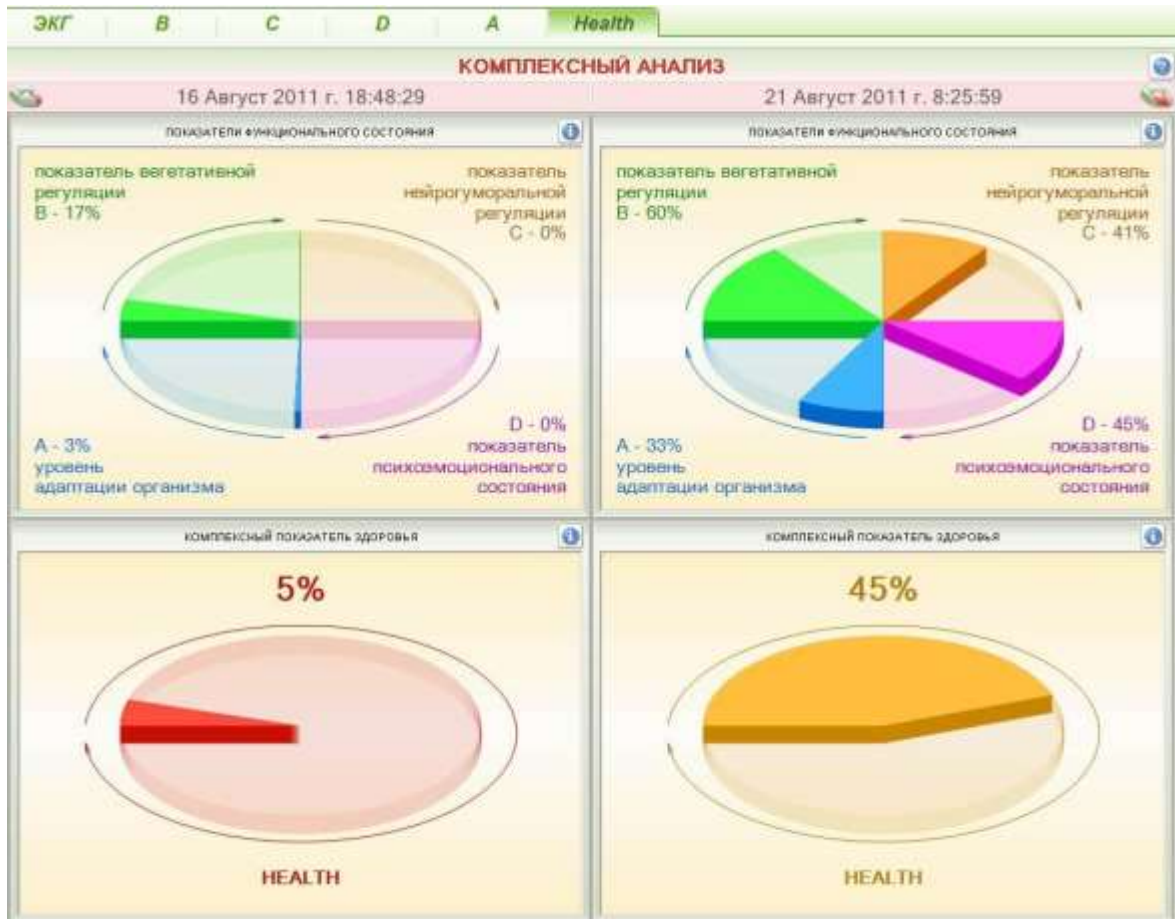 ЭКГ B C D A Health
КОМПЛЕКСНЫЙ АНАЛИЗ
16 Август 2011 г. 18:48:29
21 Август 2011 г. 8:25:59
ПОКАЗАТЕЛИ ФУНКЦИОНАЛЬНОГО СОСТОЯНИЯ
показатель вегетативной
регуляции
B - 17%
показатель
нейрогуморальной
регуляции
C - 0%
A - 3%
уровень
адаптации организма
D - 0%
показатель
психоэмоционального
состояния
ПОКАЗАТЕЛИ ФУНКЦИОНАЛЬНОГО СОСТОЯНИЯ
показатель вегетативной
регуляции
B - 60%
показатель
нейрогуморальной
регуляции
C - 41%
A - 33%
уровень
адаптации организма
D - 45%
показатель
психоэмоционального
состояния
КОМПЛЕКСНЫЙ ПОКАЗАТЕЛЬ ЗДОРОВЬЯ
5%
HEALTH
КОМПЛЕКСНЫЙ ПОКАЗАТЕЛЬ ЗДОРОВЬЯ
45%
HEALTH